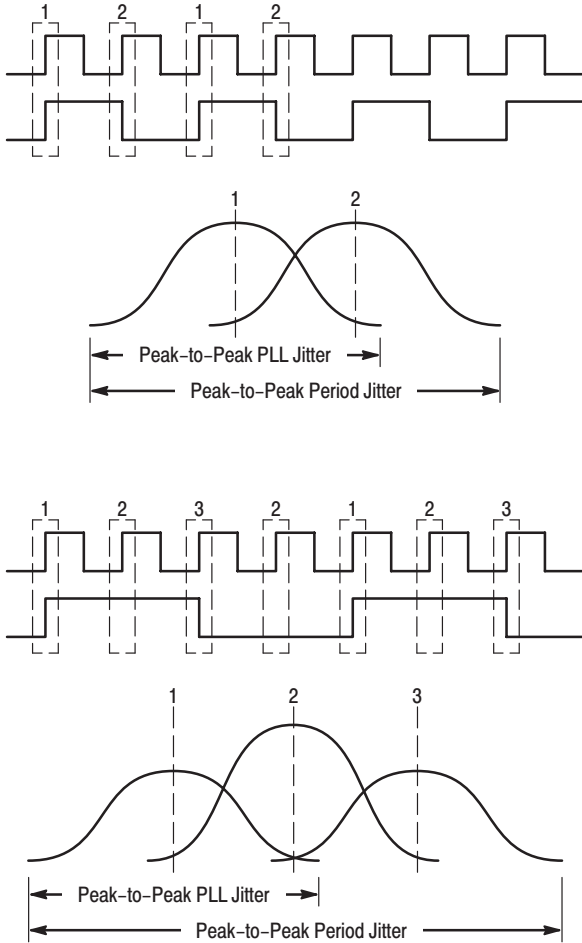 1 2 1 2
1 2
Peak-to-Peak PLL Jitter
Peak-to-Peak Period Jitter
1 2 3 2 1 2 3
1 2 3
Peak-to-Peak PLL Jitter
Peak-to-Peak Period Jitter